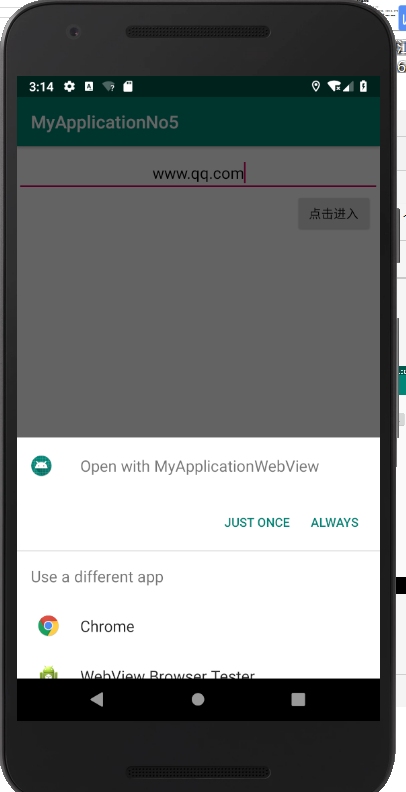 3:14
MyApplicationNo5
www.qq.com
点击进入
Open with MyApplicationWebView
JUST ONCE ALWAYS
Use a different app
Chrome
WebView Browser Tester